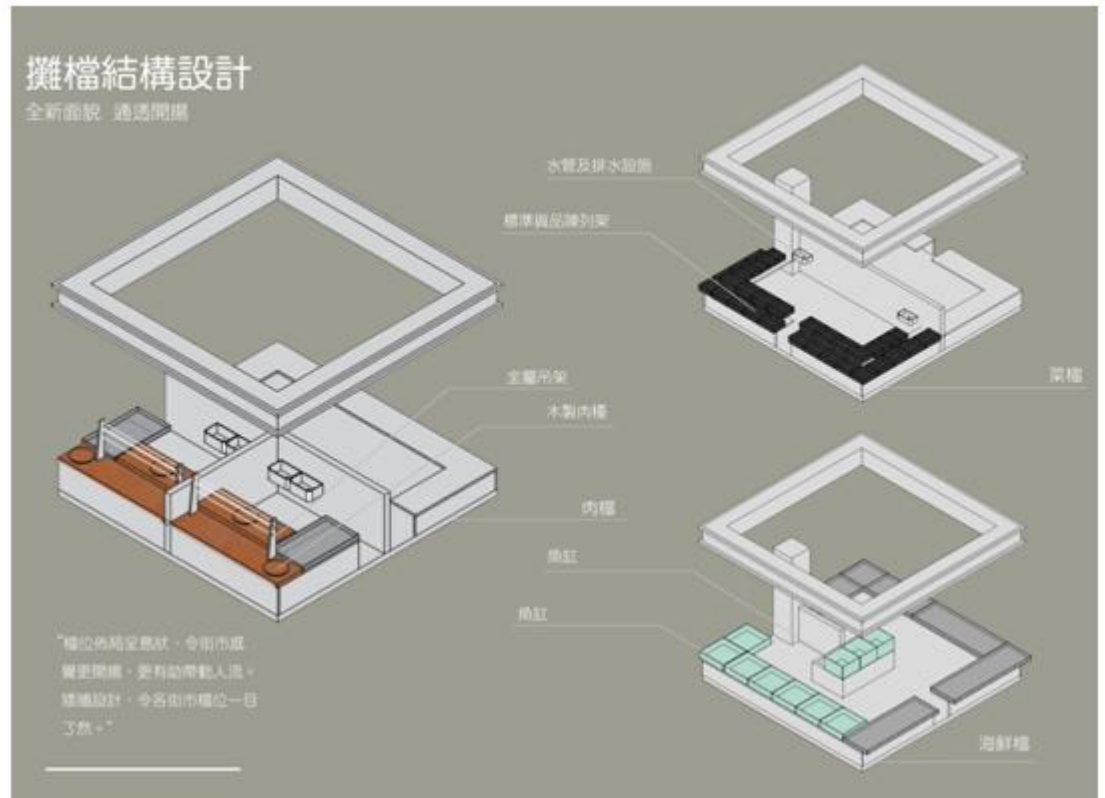 攤檔結構設計
全新面貌 通透開揚
水管及排水設施
標準貨品陳列架
菜檔
金屬吊架
木製肉檯
肉檔
魚缸
魚缸
海鮮檔
"檔位佈局呈島狀，令街市感
覺更開揚，更有助帶動人流。
矮牆設計，令各街市檔位一目
了然。"